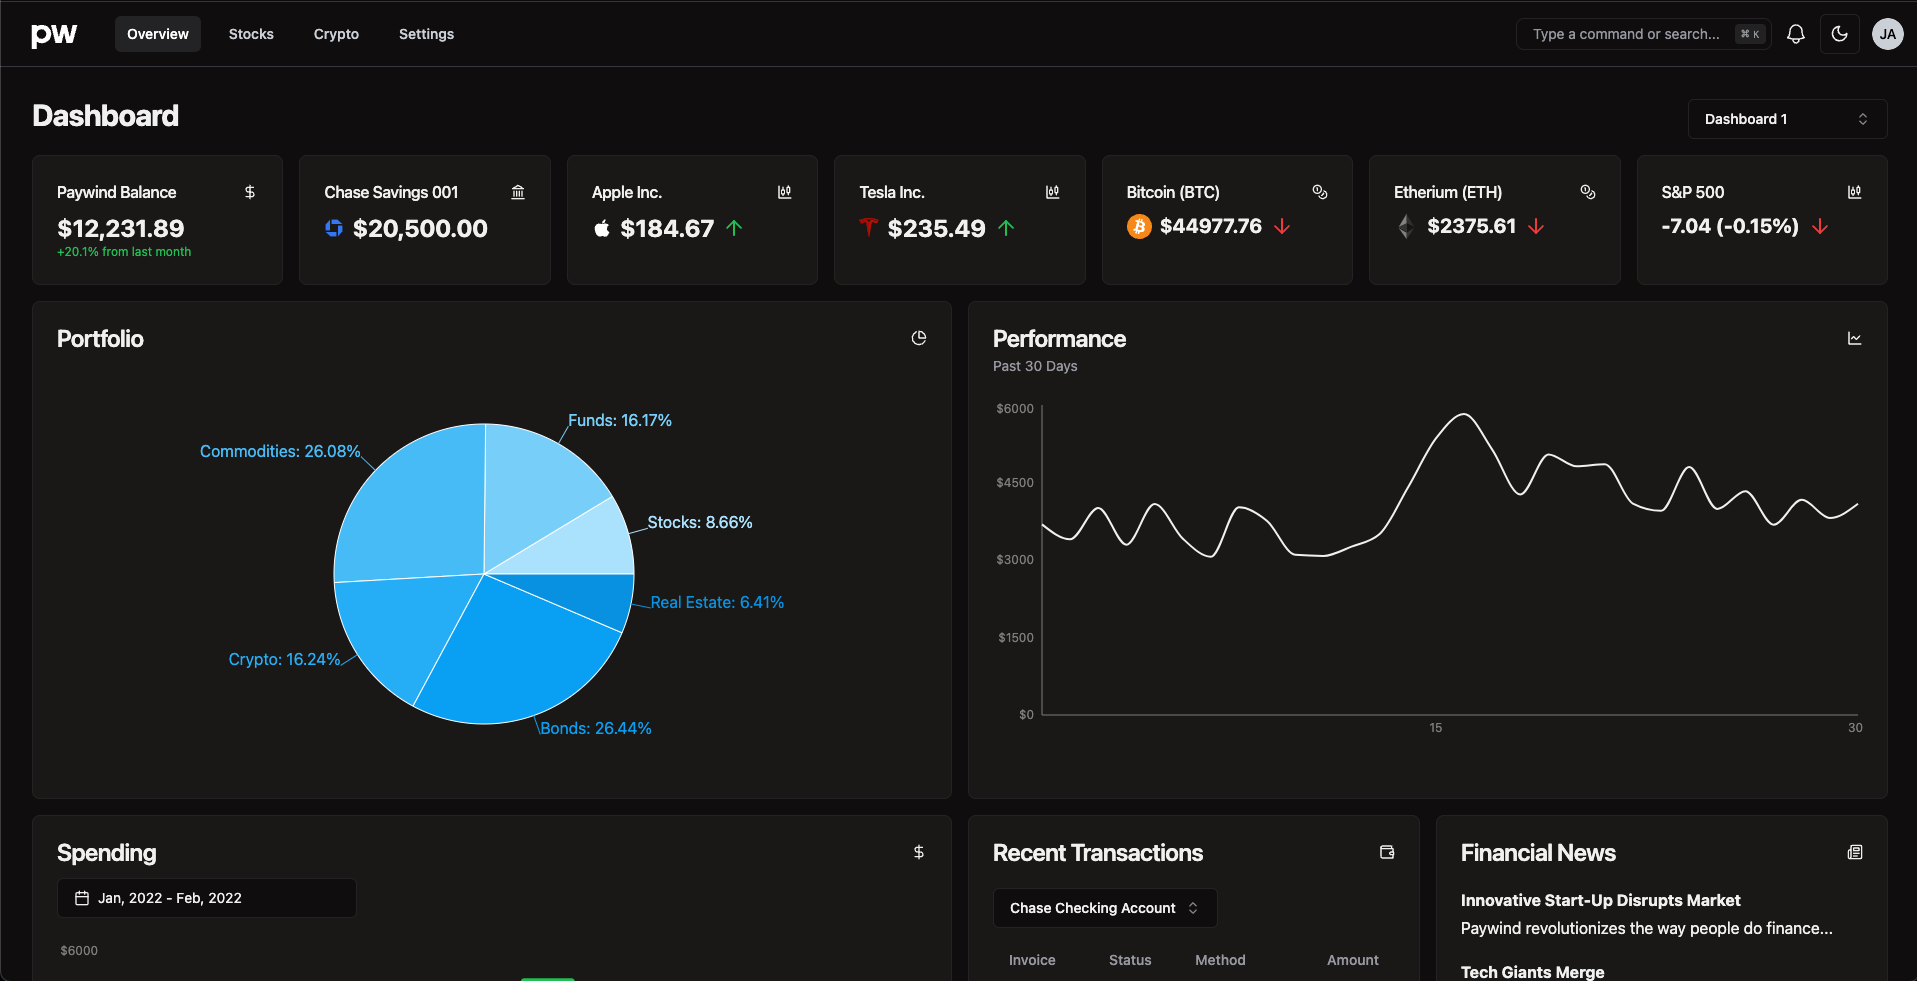 pw
Overview
Stocks
Crypto
Settings
Type a command or search...
⌘ K
JA
Dashboard
Dashboard 1
Paywind Balance
$12,231.89
+20.1% from last month
Chase Savings 001
$20,500.00
Apple Inc.
$184.67
Tesla Inc.
$235.49
Bitcoin (BTC)
$44977.76
Etherium (ETH)
$2375.61
S&P 500
-7.04 (-0.15%)
Portfolio
Funds: 16.17%
Commodities: 26.08%
Stocks: 8.66%
Real Estate: 6.41%
Crypto: 16.24%
Bonds: 26.44%
Performance
Past 30 Days
$6000
$4500
$3000
$1500
$0
15
30
Spending
Jan, 2022 - Feb, 2022
$6000
Recent Transactions
Chase Checking Account
Invoice
Status
Method
Amount
Financial News
Innovative Start-Up Disrupts Market
Paywind revolutionizes the way people do finance...
Tech Giants Merge